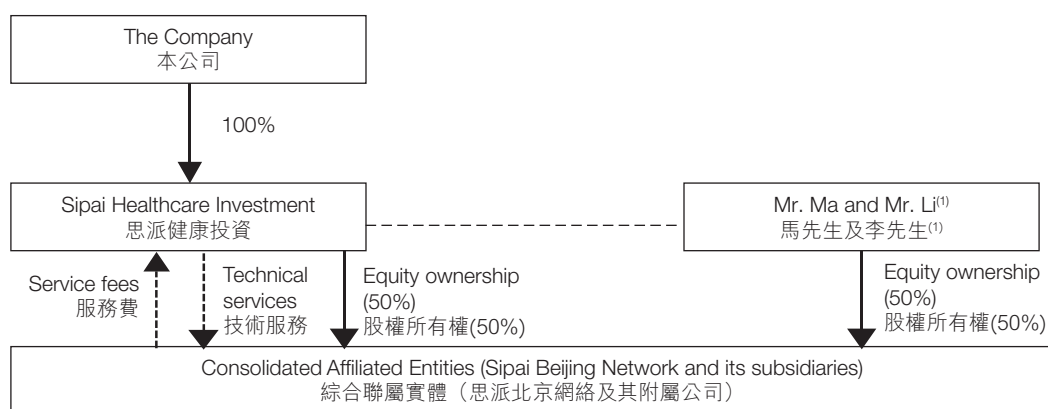 The Company
本公司
100%
Sipai Healthcare Investment
思派健康投資
Mr. Ma and Mr. Li(1)
馬先生及李先生(1)
Service fees
服務費
Technical
services
技術服務
Equity ownership
(50%)
股權所有權(50%)
Equity ownership
(50%)
股權所有權(50%)
Consolidated Affiliated Entities (Sipai Beijing Network and its subsidiaries)
綜合聯屬實體（思派北京網絡及其附屬公司）